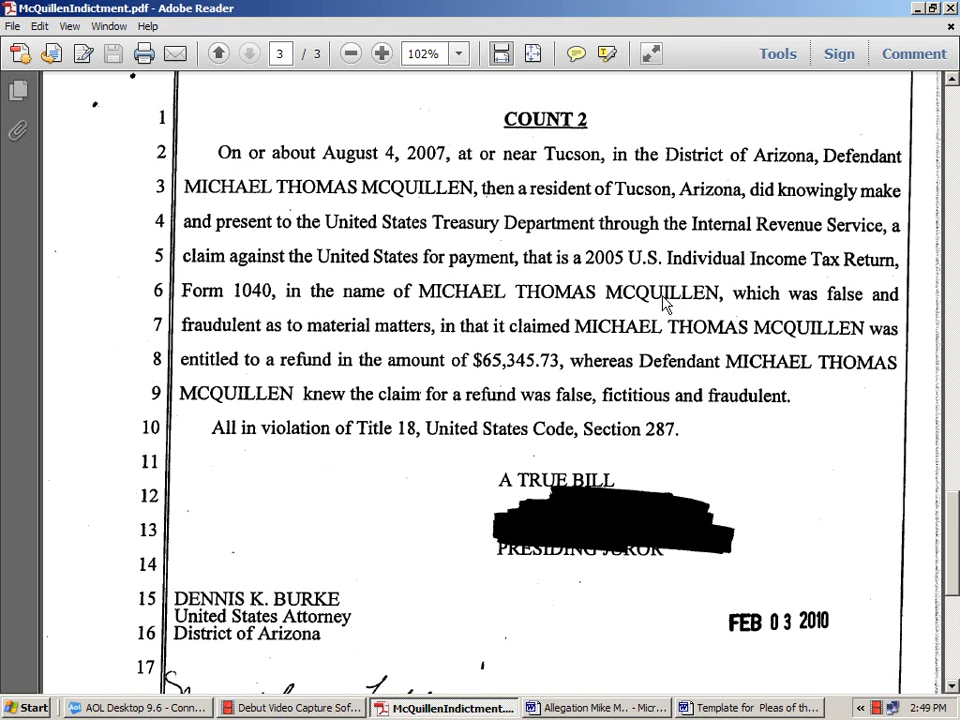 McQuillenIndictment.pdf - Adobe Reader
File Edit View Window Help
3 / 3 102% Tools Sign Comment
1 COUNT 2
2 On or about August 4, 2007, at or near Tucson, in the District of Arizona, Defendant
3 MICHAEL THOMAS MCQUILLEN, then a resident of Tucson, Arizona, did knowingly make
4 and present to the United States Treasury Department through the Internal Revenue Service, a
5 claim against the United States for payment, that is a 2005 U.S. Individual Income Tax Return,
6 Form 1040, in the name of MICHAEL THOMAS MCQUILLEN, which was false and
7 fraudulent as to material matters, in that it claimed MICHAEL THOMAS MCQUILLEN was
8 entitled to a refund in the amount of $65,345.73, whereas Defendant MICHAEL THOMAS
9 MCQUILLEN knew the claim for a refund was false, fictitious and fraudulent.
10 All in violation of Title 18, United States Code, Section 287.
11
A TRUE BILL
12
13
PRESIDING JUROR
14
15 DENNIS K. BURKE
United States Attorney
FEB 03 2010
16 District of Arizona
17
Start AOL Desktop 9.6 - Conn... Debut Video Capture Sof... McQuillenIndictment.... Allegation Mike M.. - Micr... Template for Pleas of th... « 2:49 PM